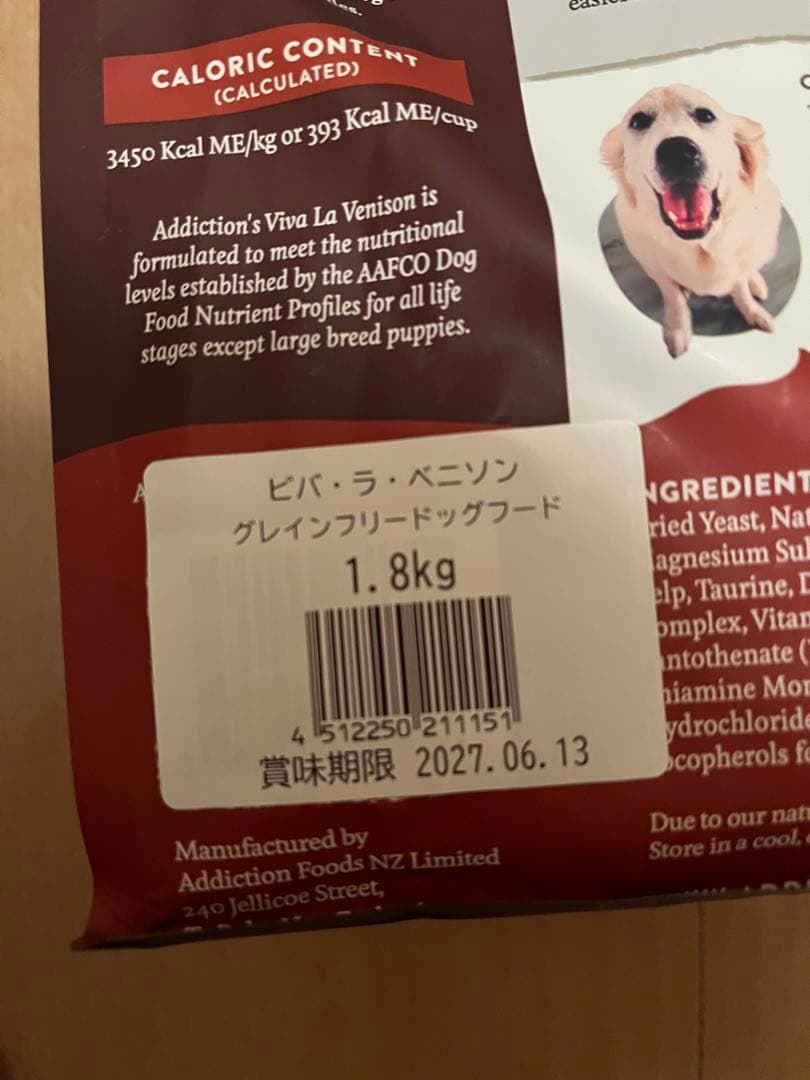 CALORIC CONTENT
(CALCULATED)
3450 Kcal ME/kg or 393 Kcal ME/cup
Addiction's Viva La Venison is
formulated to meet the nutritional
levels established by the AAFCO Dog
Food Nutrient Profiles for all life
stages except large breed puppies.
ビバ・ラ・ベニソン
グレインフリードッグフード
1.8kg
4 512250 211151
賞味期限 2027.06.13
Manufactured by
Addiction Foods NZ Limited
240 Jellicoe Street,
NGREDIENT
ried Yeast, Nat
agnesium Sul
elp, Taurine, D
omplex, Vitam
ntothenate (
hiamine Mon
ydrochloride
ocopherols fo
Due to our natu
Store in a cool,